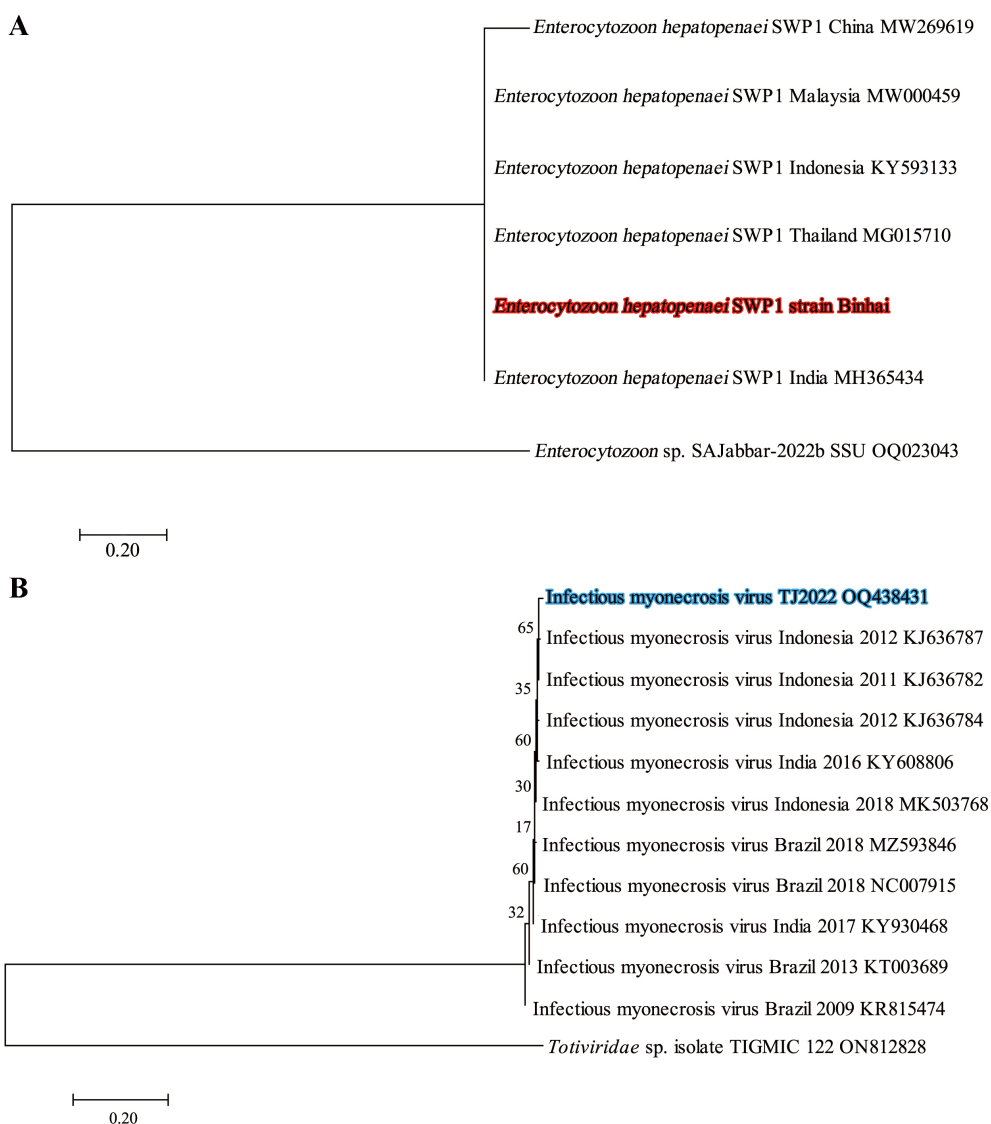 A
Enterocytozoon hepatopenaei SWP1 China MW269619
Enterocytozoon hepatopenaei SWP1 Malaysia MW000459
Enterocytozoon hepatopenaei SWP1 Indonesia KY593133
Enterocytozoon hepatopenaei SWP1 Thailand MG015710
Enterocytozoon hepatopenaei SWP1 strain Binhai
Enterocytozoon hepatopenaei SWP1 India MH365434
Enterocytozoon sp. SAJabbar-2022b SSU OQ023043
0.20
B
Infectious myonecrosis virus TJ2022 OQ438431
65
Infectious myonecrosis virus Indonesia 2012 KJ636787
Infectious myonecrosis virus Indonesia 2011 KJ636782
35
Infectious myonecrosis virus Indonesia 2012 KJ636784
60
Infectious myonecrosis virus India 2016 KY608806
30
Infectious myonecrosis virus Indonesia 2018 MK503768
17
Infectious myonecrosis virus Brazil 2018 MZ593846
60
Infectious myonecrosis virus Brazil 2018 NC007915
32
Infectious myonecrosis virus India 2017 KY930468
Infectious myonecrosis virus Brazil 2013 KT003689
Infectious myonecrosis virus Brazil 2009 KR815474
Totiviridae sp. isolate TIGMIC 122 ON812828
0.20